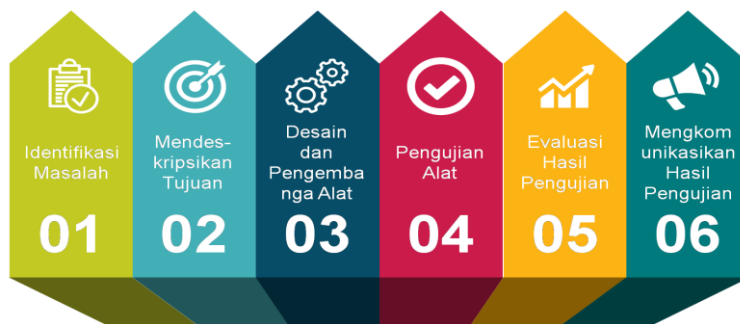 Identifikasi
Masalah
01
Mendes-
kripsikan
Tujuan
02
Desain
dan
Pengemba
nga Alat
03
Pengujian
Alat
04
Evaluasi
Hasil
Pengujian
05
Mengkom
unikasikan
Hasil
Pengujian
06